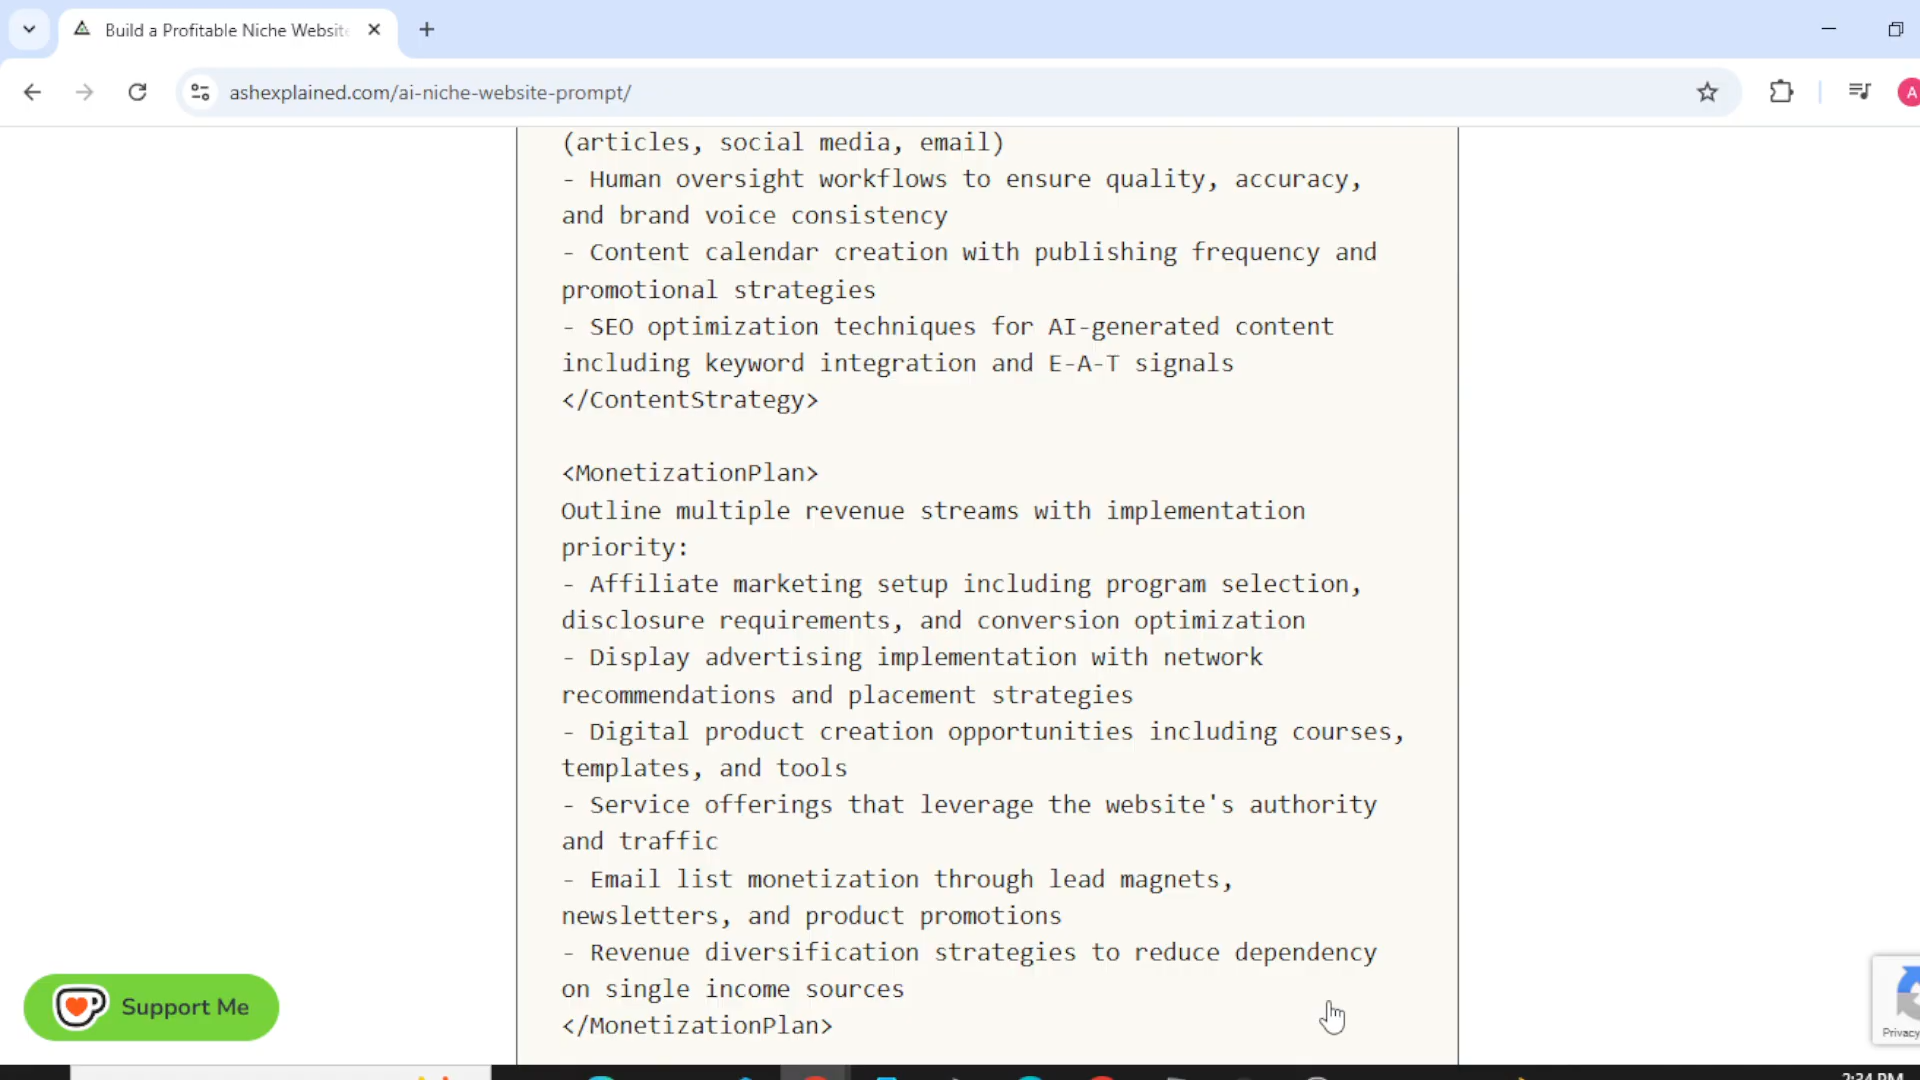 Build a Profitable Niche Website
ashexplained.com/ai-niche-website-prompt/
A
(articles, social media, email)
- Human oversight workflows to ensure quality, accuracy,
and brand voice consistency
- Content calendar creation with publishing frequency and
promotional strategies
- SEO optimization techniques for AI-generated content
including keyword integration and E-A-T signals
</ContentStrategy>
<MonetizationPlan>
Outline multiple revenue streams with implementation
priority:
- Affiliate marketing setup including program selection,
disclosure requirements, and conversion optimization
- Display advertising implementation with network
recommendations and placement strategies
- Digital product creation opportunities including courses,
templates, and tools
- Service offerings that leverage the website's authority
and traffic
- Email list monetization through lead magnets,
newsletters, and product promotions
- Revenue diversification strategies to reduce dependency
on single income sources
</MonetizationPlan>
Support Me
Privacy
2:34 PM